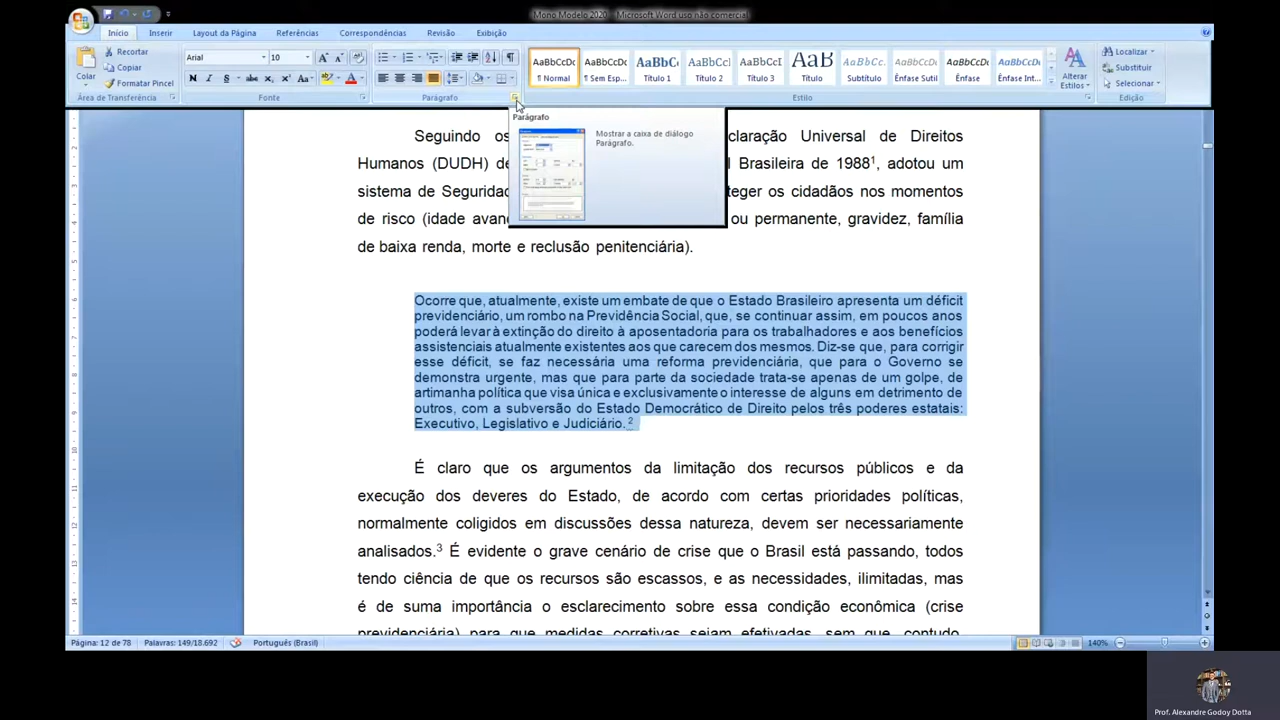 Mono Modelo 2020 - Microsoft Word uso não comercial
Início Inserir Layout da Página Referências Correspondências Revisão Exibição
Colar
Recortar
Copiar
Formatar Pincel
Área de Transferência
Arial 10
N I S abc x₂ x² Aa
Fonte
Parágrafo
AaBbCcDc AaBbCcDc AaBbC AaBbCcI AaBbCcI AaB AaBbCc. AaBbCcDc AaBbCcDc AaBbCcDc
¶ Normal ¶ Sem Esp... Título 1 Título 2 Título 3 Título Subtítulo Ênfase Sutil Ênfase Ênfase Int...
Alterar
Estilos
Estilo
Localizar
Substituir
Selecionar
Edição
Parágrafo
Mostrar a caixa de diálogo
Parágrafo.
Seguindo os claração Universal de Direitos
Humanos (DUDH) de l Brasileira de 1988¹, adotou um
sistema de Seguridad teger os cidadãos nos momentos
de risco (idade avan ou permanente, gravidez, família
de baixa renda, morte e reclusão penitenciária).
Ocorre que, atualmente, existe um embate de que o Estado Brasileiro apresenta um déficit
previdenciário, um rombo na Previdência Social, que, se continuar assim, em poucos anos
poderá levar à extinção do direito à aposentadoria para os trabalhadores e aos benefícios
assistenciais atualmente existentes aos que carecem dos mesmos. Diz-se que, para corrigir
esse déficit, se faz necessária uma reforma previdenciária, que para o Governo se
demonstra urgente, mas que para parte da sociedade trata-se apenas de um golpe, de
artimanha política que visa única e exclusivamente o interesse de alguns em detrimento de
outros, com a subversão do Estado Democrático de Direito pelos três poderes estatais:
Executivo, Legislativo e Judiciário. ²
É claro que os argumentos da limitação dos recursos públicos e da
execução dos deveres do Estado, de acordo com certas prioridades políticas,
normalmente coligidos em discussões dessa natureza, devem ser necessariamente
analisados.³ É evidente o grave cenário de crise que o Brasil está passando, todos
tendo ciência de que os recursos são escassos, e as necessidades, ilimitadas, mas
é de suma importância o esclarecimento sobre essa condição econômica (crise
previdenciária) para que medidas corretivas sejam efetivadas, sem que, contudo,
Página: 12 de 78 Palavras: 149/18.692 Português (Brasil) 140%
Prof. Alexandre Godoy Dotta